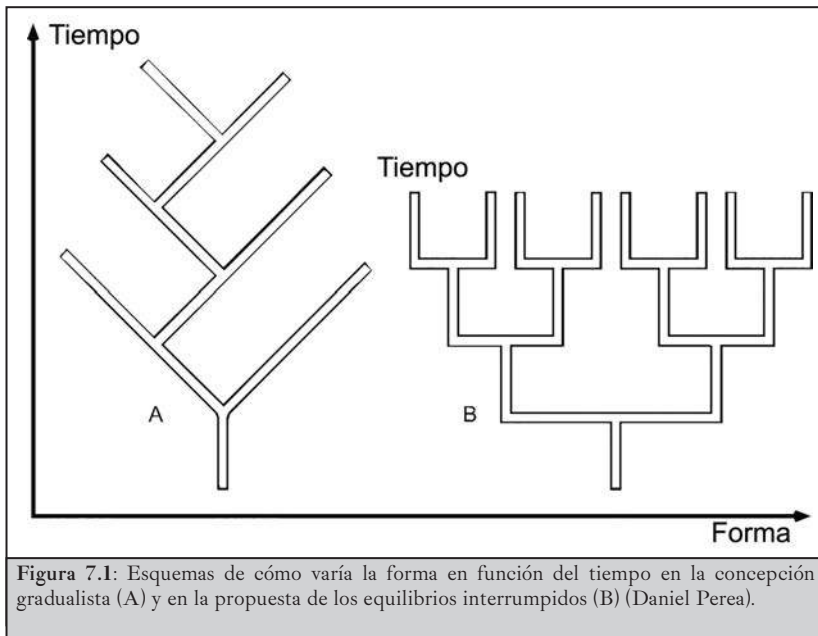 Tiempo
Tiempo
A
B
Forma
Figura 7.1: Esquemas de cómo varía la forma en función del tiempo en la concepción
gradualista (A) y en la propuesta de los equilibrios interrumpidos (B) (Daniel Perea).